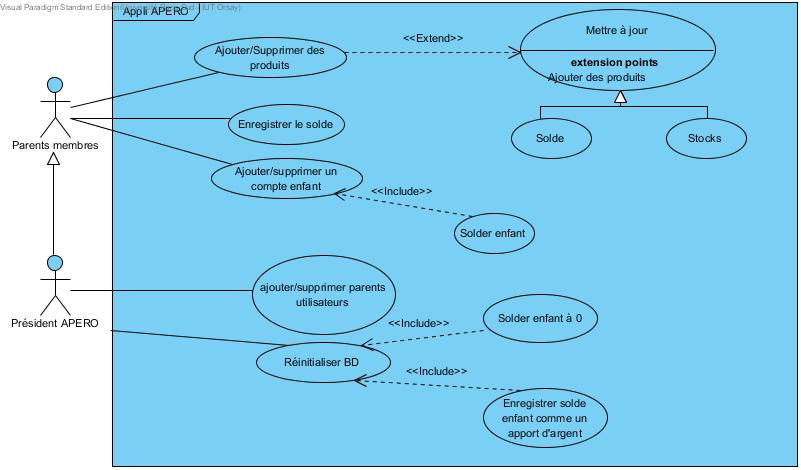 Visual Paradigm Standard Edition
IUT Orsay)
Appli APERO
Ajouter/Supprimer des
produits
<<Extend>>
Mettre à jour
extension points
Ajouter des produits
Parents membres
Enregistrer le solde
Solde
Stocks
Ajouter/supprimer un
compte enfant
<<Include>>
Solder enfant
Président APERO
ajouter/supprimer parents
utilisateurs
<<Include>>
Solder enfant à 0
Réinitialiser BD
<<Include>>
Enregistrer solde
enfant comme un
apport d'argent